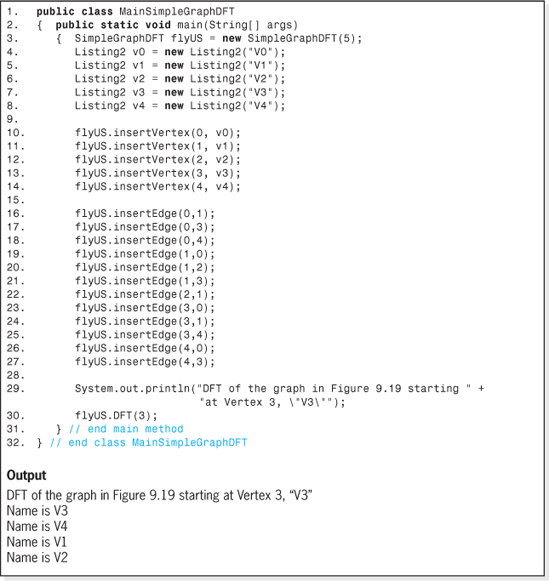 1. public class MainSimpleGraphDFT
2. { public static void main(String[] args)
3. { SimpleGraphDFT flyUS = new SimpleGraphDFT(5);
4. Listing2 v0 = new Listing2("V0");
5. Listing2 v1 = new Listing2("V1");
6. Listing2 v2 = new Listing2("V2");
7. Listing2 v3 = new Listing2("V3");
8. Listing2 v4 = new Listing2("V4");
9.
10. flyUS.insertVertex(0, v0);
11. flyUS.insertVertex(1, v1);
12. flyUS.insertVertex(2, v2);
13. flyUS.insertVertex(3, v3);
14. flyUS.insertVertex(4, v4);
15.
16. flyUS.insertEdge(0,1);
17. flyUS.insertEdge(0,3);
18. flyUS.insertEdge(0,4);
19. flyUS.insertEdge(1,0);
20. flyUS.insertEdge(1,2);
21. flyUS.insertEdge(1,3);
22. flyUS.insertEdge(2,1);
23. flyUS.insertEdge(3,0);
24. flyUS.insertEdge(3,1);
25. flyUS.insertEdge(3,4);
26. flyUS.insertEdge(4,0);
27. flyUS.insertEdge(4,3);
28.
29. System.out.println("DFT of the graph in Figure 9.19 starting " +
"at Vertex 3, \"V3\"");
30. flyUS.DFT(3);
31. } // end main method
32. } // end class MainSimpleGraphDFT
Output
DFT of the graph in Figure 9.19 starting at Vertex 3, “V3”
Name is V3
Name is V4
Name is V1
Name is V2